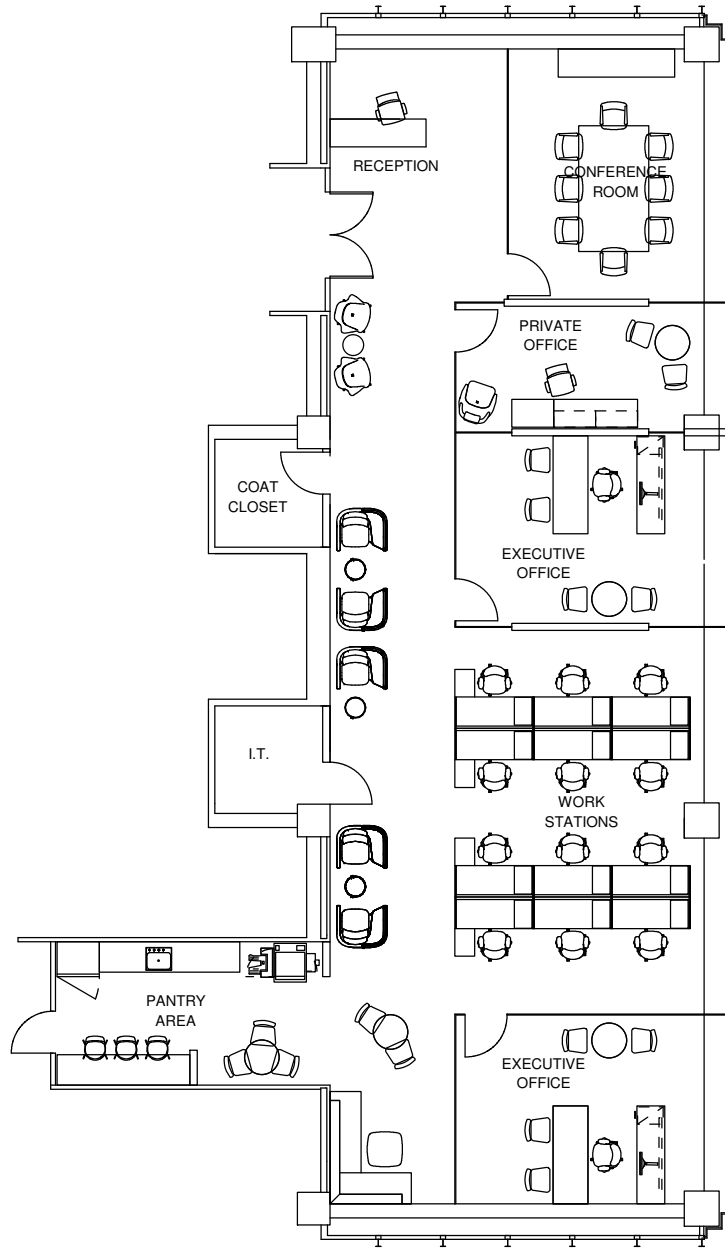 RECEPTION
CONFERENCE
ROOM
PRIVATE
OFFICE
COAT
CLOSET
EXECUTIVE
OFFICE
I.T.
WORK
STATIONS
PANTRY
AREA
EXECUTIVE
OFFICE